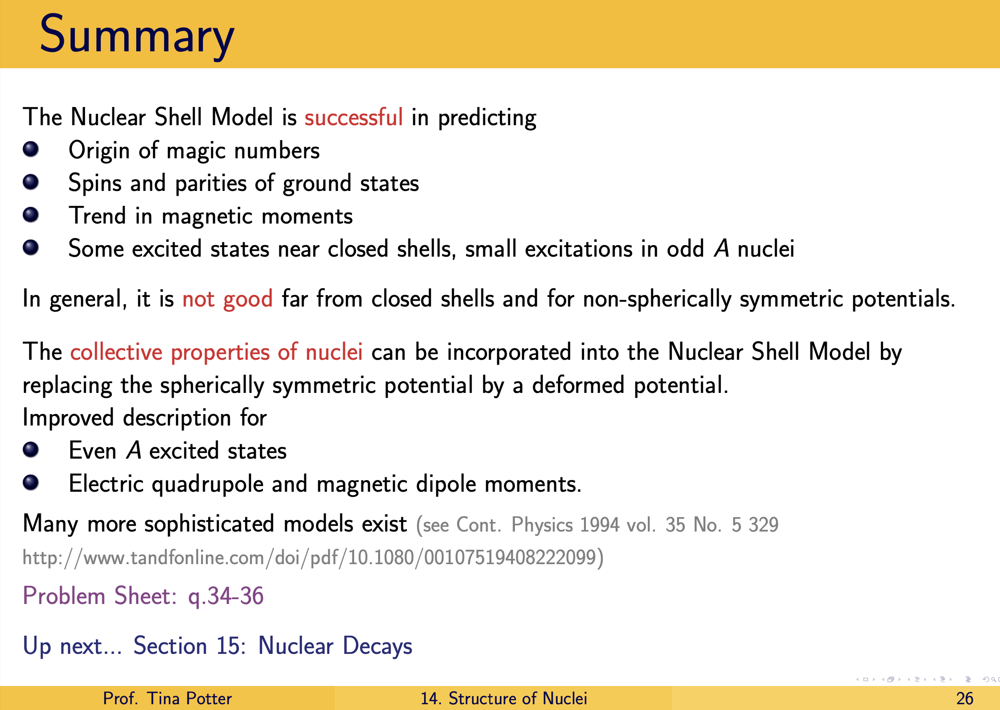 Summary
The Nuclear Shell Model is successful in predicting
Origin of magic numbers
Spins and parities of ground states
Trend in magnetic moments
Some excited states near closed shells, small excitations in odd A nuclei
In general, it is not good far from closed shells and for non-spherically symmetric potentials.
The collective properties of nuclei can be incorporated into the Nuclear Shell Model by
replacing the spherically symmetric potential by a deformed potential.
Improved description for
Even A excited states
Electric quadrupole and magnetic dipole moments.
Many more sophisticated models exist (see Cont. Physics 1994 vol. 35 No. 5 329
http://www.tandfonline.com/doi/pdf/10.1080/00107519408222099)
Problem Sheet: q.34-36
Up next... Section 15: Nuclear Decays
Prof. Tina Potter
14. Structure of Nuclei
26